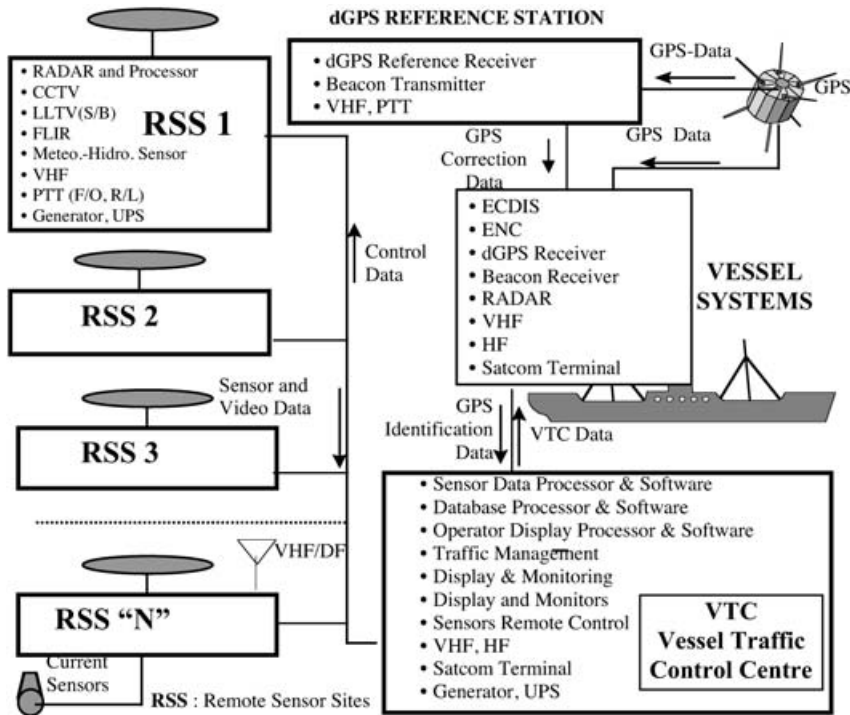 dGPS REFERENCE STATION
• RADAR and Processor
• CCTV
• LLTV(S/B)
• FLIR
• Meteo.-Hidro. Sensor
• VHF
• PTT (F/O, R/L)
• Generator, UPS
RSS 1
• dGPS Reference Receiver
• Beacon Transmitter
• VHF, PTT
GPS-Data
GPS
GPS Data
GPS
Correction
Data
• ECDIS
• ENC
• dGPS Receiver
• Beacon Receiver
• RADAR
• VHF
• HF
• Satcom Terminal
VESSEL
SYSTEMS
Control
Data
RSS 2
Sensor and
Video Data
RSS 3
GPS
Identification
Data
VTC Data
VHF/DF
RSS “N”
Current
Sensors
RSS : Remote Sensor Sites
• Sensor Data Processor & Software
• Database Processor & Software
• Operator Display Processor & Software
• Traffic Management
• Display & Monitoring
• Display and Monitors
• Sensors Remote Control
• VHF, HF
• Satcom Terminal
• Generator, UPS
VTC
Vessel Traffic
Control Centre